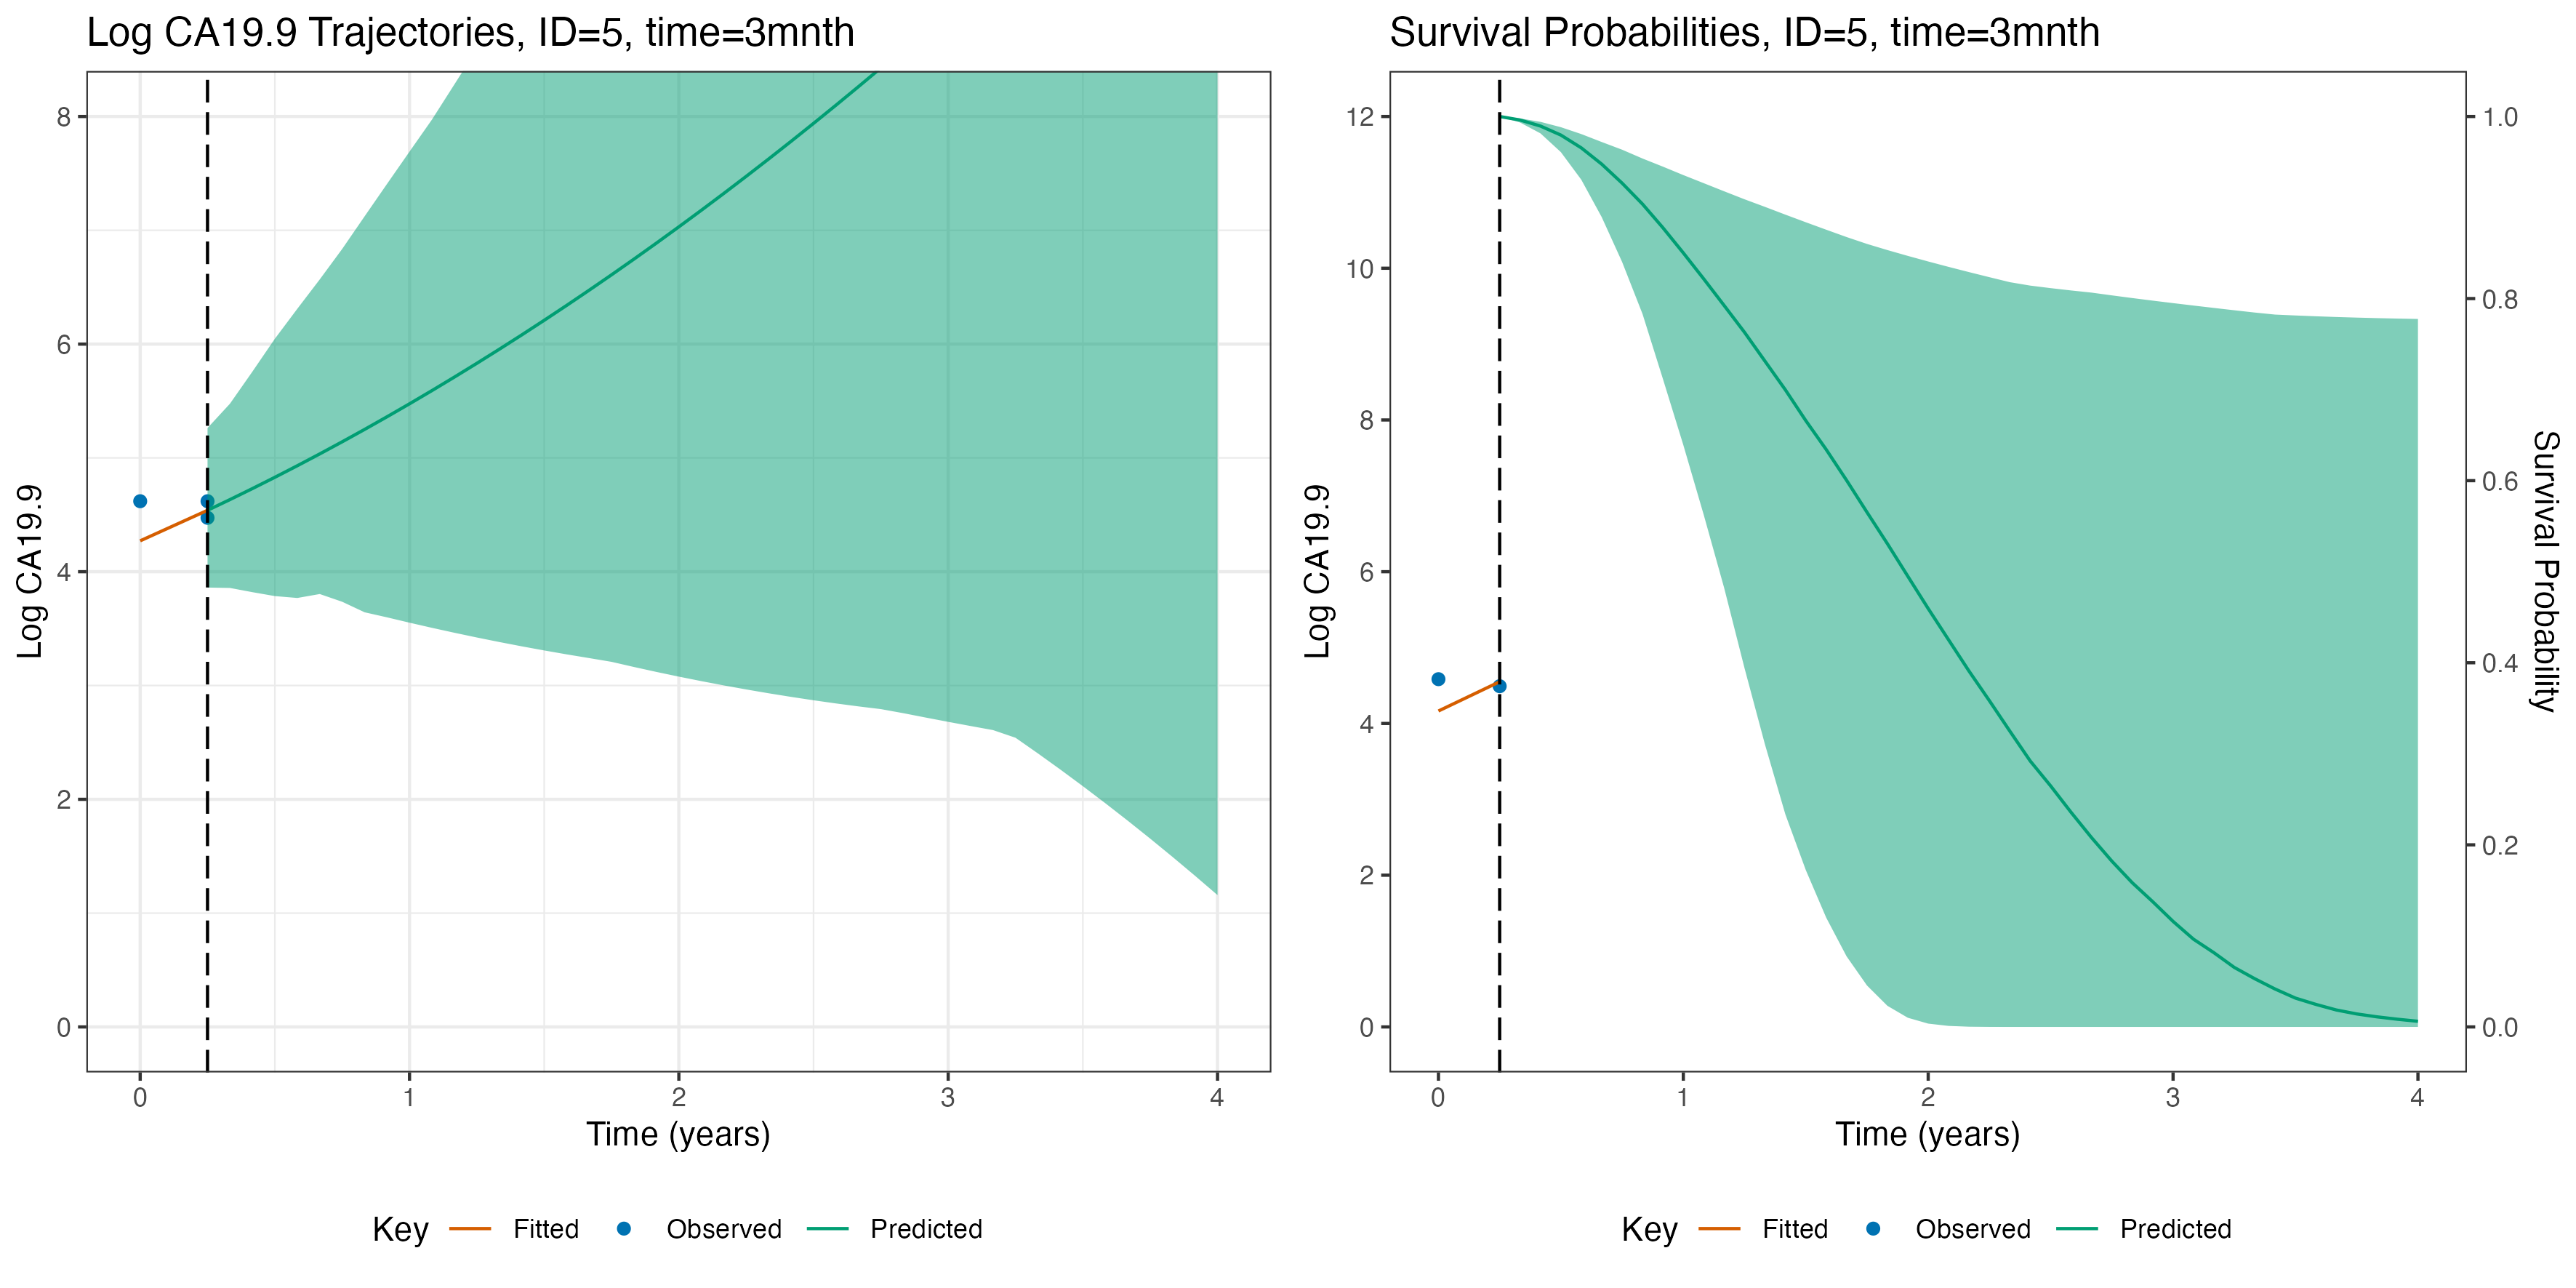 Log CA19.9 Trajectories, ID=5, time=3mnth
Log CA19.9
8
6
4
2
0
0 1 2 3 4
Time (years)
Key Fitted Observed Predicted
Survival Probabilities, ID=5, time=3mnth
Log CA19.9
12
10
8
6
4
2
0
1.0
0.8
0.6
0.4
0.2
0.0
Survival Probability
0 1 2 3 4
Time (years)
Key Fitted Observed Predicted